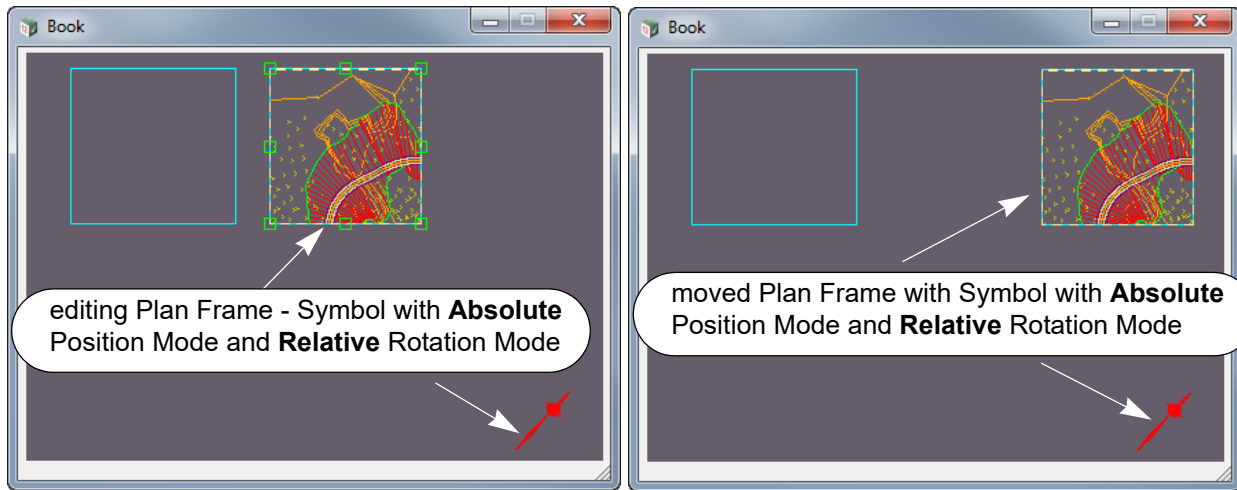 Book
editing Plan Frame - Symbol with Absolute
Position Mode and Relative Rotation Mode
Book
moved Plan Frame with Symbol with Absolute
Position Mode and Relative Rotation Mode